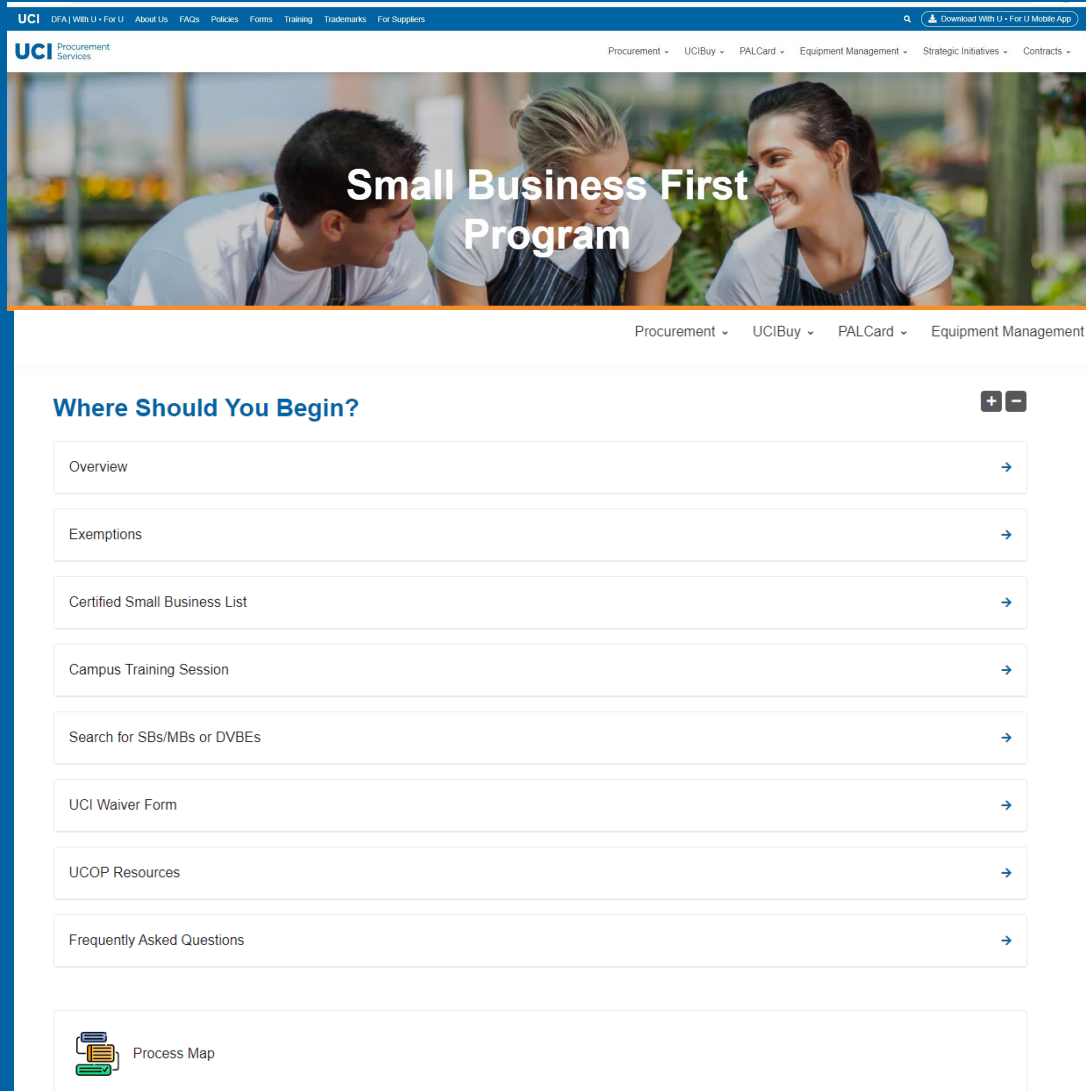 UCI DFA | With U • For U About Us FAQs Policies Forms Training Trademarks For Suppliers Download With U • For U Mobile App
UCI Procurement Services Procurement UCIBuy PALCard Equipment Management Strategic Initiatives Contracts
Small Business First
Program
Procurement UCIBuy PALCard Equipment Management
Where Should You Begin? + −
Overview
Exemptions
Certified Small Business List
Campus Training Session
Search for SBs/MBs or DVBEs
UCI Waiver Form
UCOP Resources
Frequently Asked Questions
Process Map